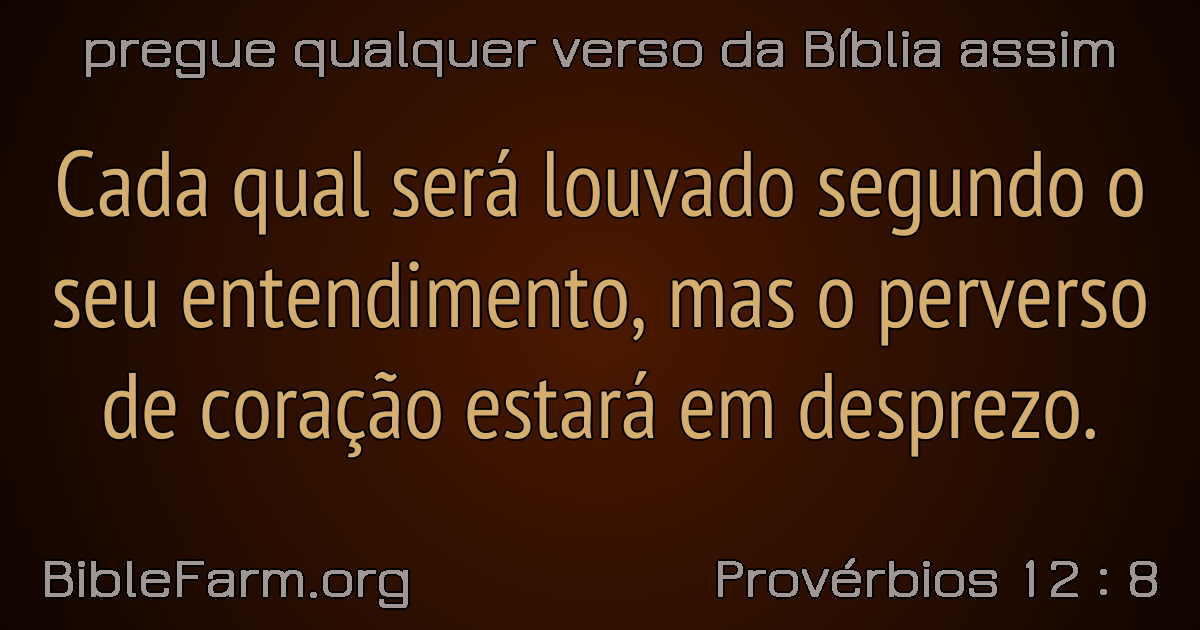 pregue qualquer verso da Bíblia assim
Cada qual será louvado segundo o
seu entendimento, mas o perverso
de coração estará em desprezo.
BibleFarm.org
Provérbios 12 : 8